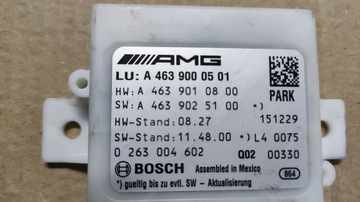 AMG
LU: A 463 900 05 01
HW: A 463 901 08 00 PARK
SW: A 463 902 51 00 *)
HW-Stand: 08.27 151229
SW-Stand: 11.48.00 *) L4 0075
0 263 004 602 Q02 00330
BOSCH Assembled in Mexico
*) gueltig bis zu evtl. SW - Aktualisierung 864